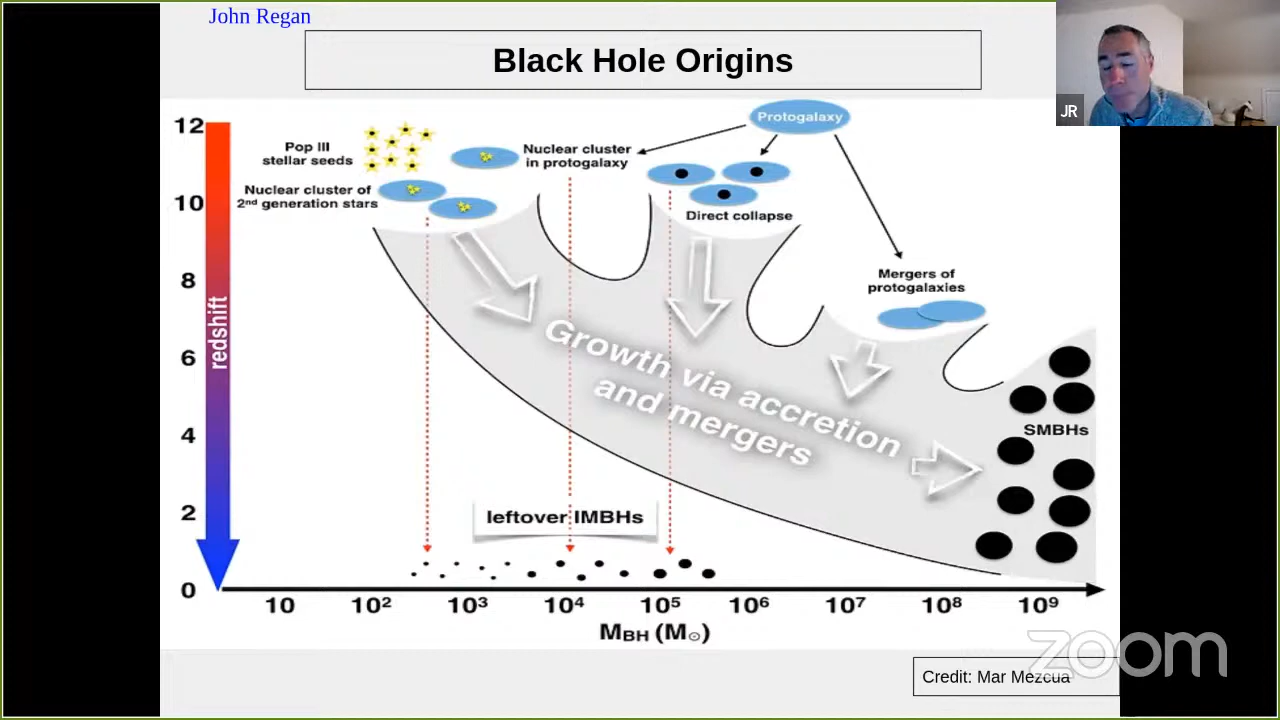 John Regan
Black Hole Origins
JR
12
10
8
6
4
2
0
redshift
Pop III
stellar seeds
Nuclear cluster of
2nd generation stars
Nuclear cluster
in protogalaxy
Protogalaxy
Direct collapse
Mergers of
protogalaxies
Growth via accretion
and mergers
SMBHs
leftover IMBHs
10
10²
10³
10⁴
10⁵
10⁶
10⁷
10⁸
10⁹
MBH (M☉)
zoom
Credit: Mar Mezcua